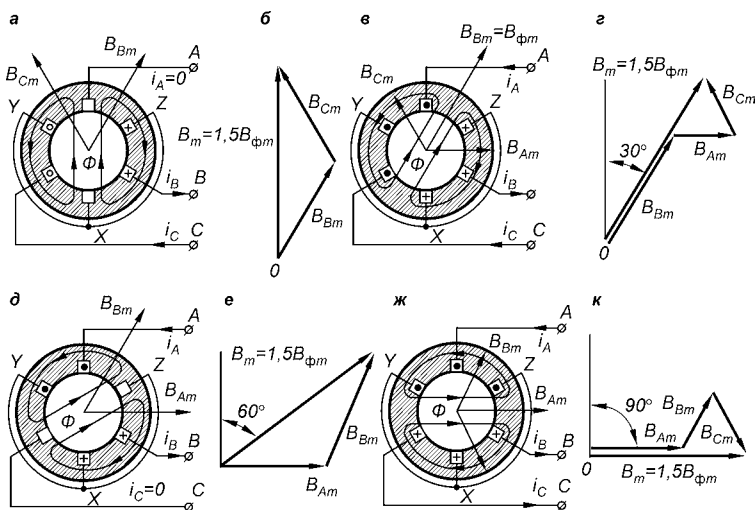 а
B_Cm
B_Bm
A
i_A=0
Y
Z
Ф
i_B
B
i_C
C
X
б
B_m=1,5B_фm
B_Cm
B_Bm
0
в
B_Bm=B_фm
A
i_A
B_Cm
Y
Z
Ф
B_Am
i_B
B
i_C
C
X
г
B_m=1,5B_фm
B_Cm
30°
B_Am
B_Bm
0
д
B_Bm
A
i_A
Y
Z
B_Am
Ф
i_B
B
X
i_C=0
C
е
B_m=1,5B_фm
60°
B_Bm
B_Am
ж
A
i_A
B_Bm
Y
Z
B_Am
Ф
i_B
B
X
i_C
C
к
90°
B_Bm
B_Am
B_Cm
0
B_m=1,5B_фm